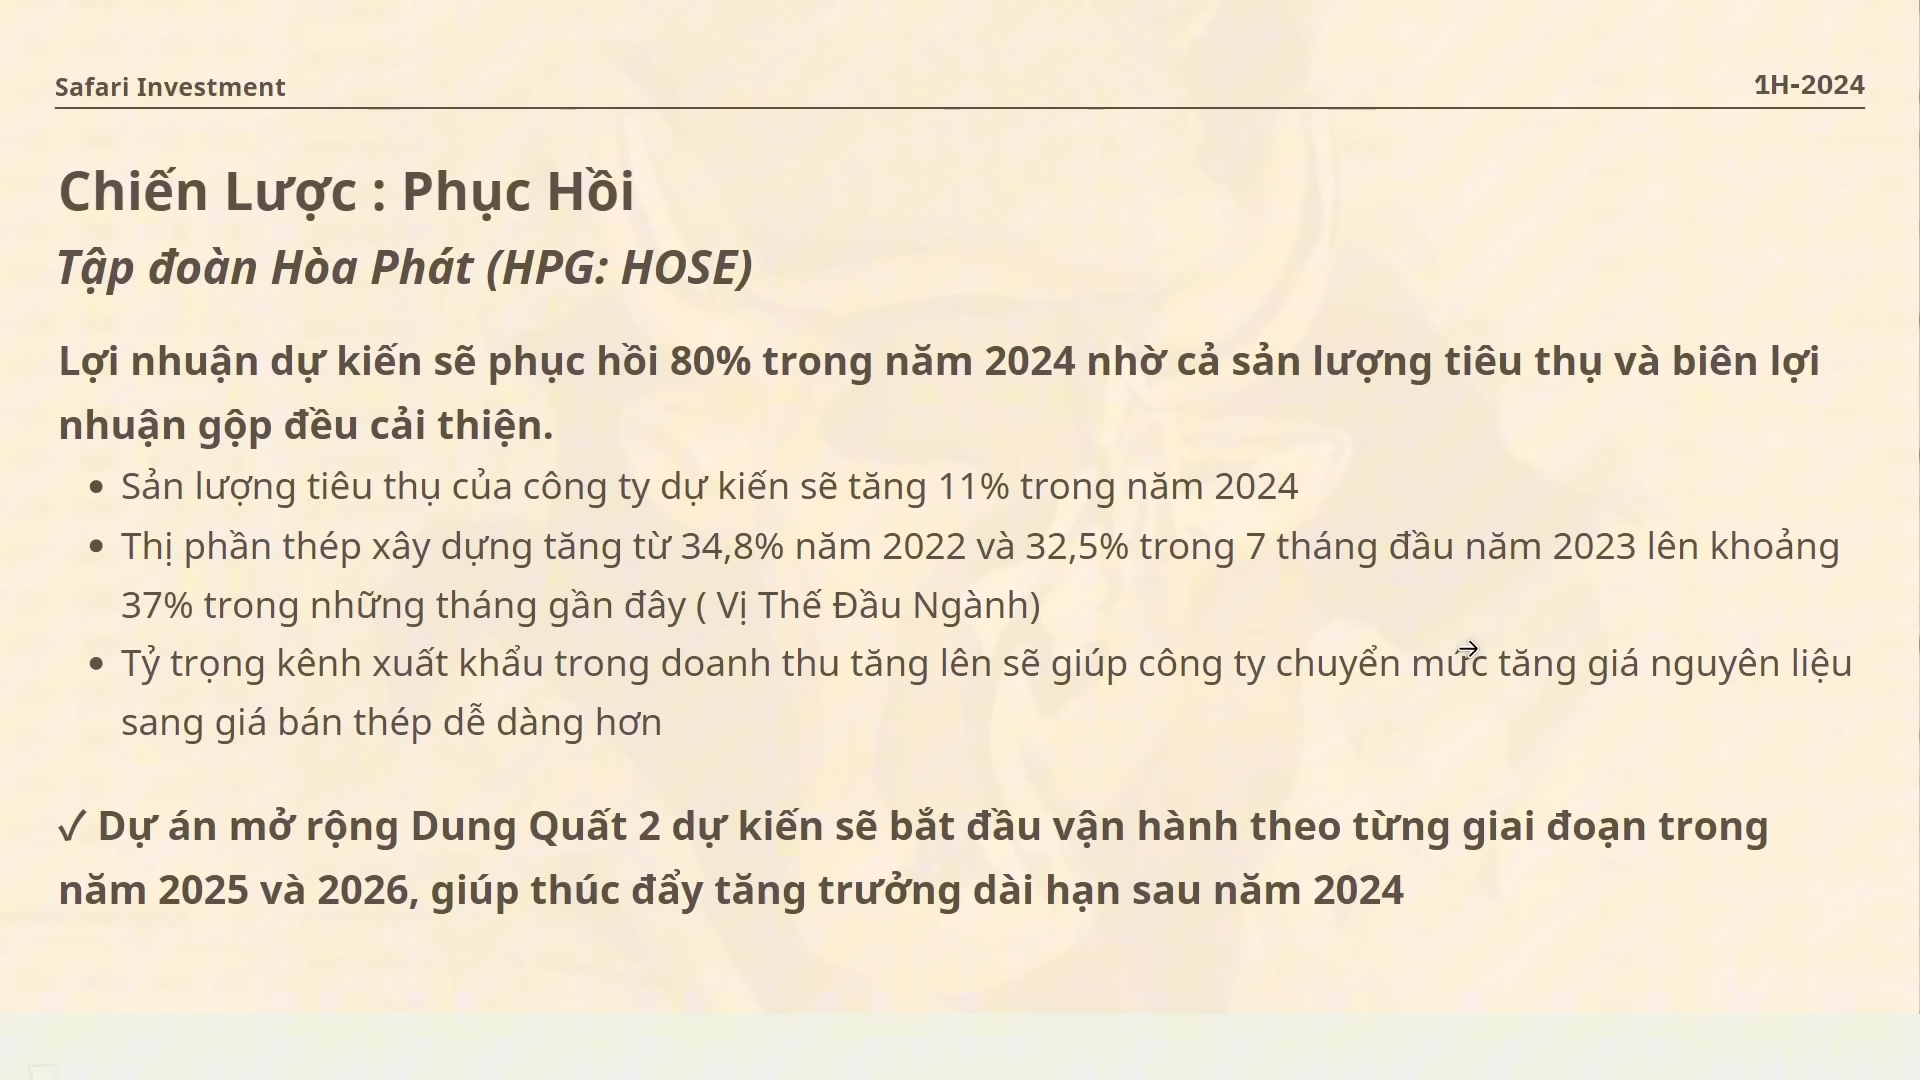 Safari Investment
1H-2024
Chiến Lược : Phục Hồi
Tập đoàn Hòa Phát (HPG: HOSE)
Lợi nhuận dự kiến sẽ phục hồi 80% trong năm 2024 nhờ cả sản lượng tiêu thụ và biên lợi
nhuận gộp đều cải thiện.
• Sản lượng tiêu thụ của công ty dự kiến sẽ tăng 11% trong năm 2024
• Thị phần thép xây dựng tăng từ 34,8% năm 2022 và 32,5% trong 7 tháng đầu năm 2023 lên khoảng
37% trong những tháng gần đây ( Vị Thế Đầu Ngành)
• Tỷ trọng kênh xuất khẩu trong doanh thu tăng lên sẽ giúp công ty chuyển mức tăng giá nguyên liệu
sang giá bán thép dễ dàng hơn
✓ Dự án mở rộng Dung Quất 2 dự kiến sẽ bắt đầu vận hành theo từng giai đoạn trong
năm 2025 và 2026, giúp thúc đẩy tăng trưởng dài hạn sau năm 2024